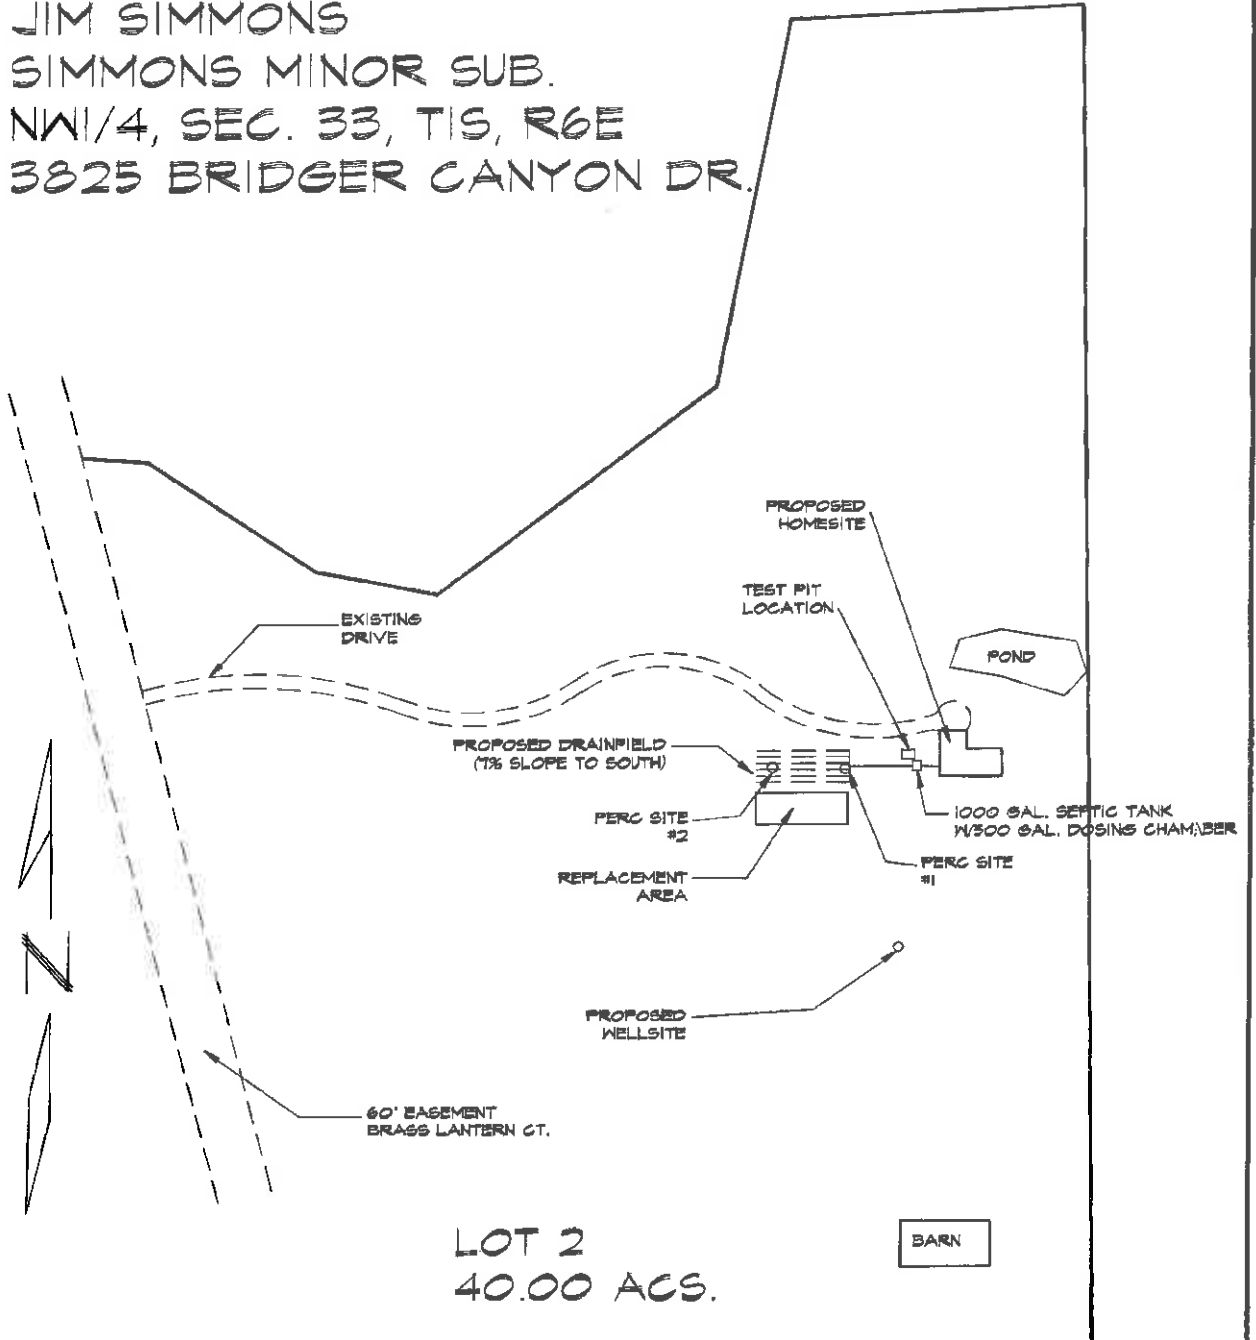 JIM SIMMONS
SIMMONS MINOR SUB.
NW1/4, SEC. 33, T1S, R6E
3825 BRIDGER CANYON DR.
PROPOSED
HOMESITE
TEST PIT
LOCATION
EXISTING
DRIVE
POND
PROPOSED DRAINFIELD
(7% SLOPE TO SOUTH)
PERC SITE
#2
1000 GAL. SEPTIC TANK
W/500 GAL. DOSING CHAMBER
PERC SITE
#1
REPLACEMENT
AREA
N
PROPOSED
WELLSITE
60' EASEMENT
BRASS LANTERN CT.
LOT 2
40.00 ACS.
BARN